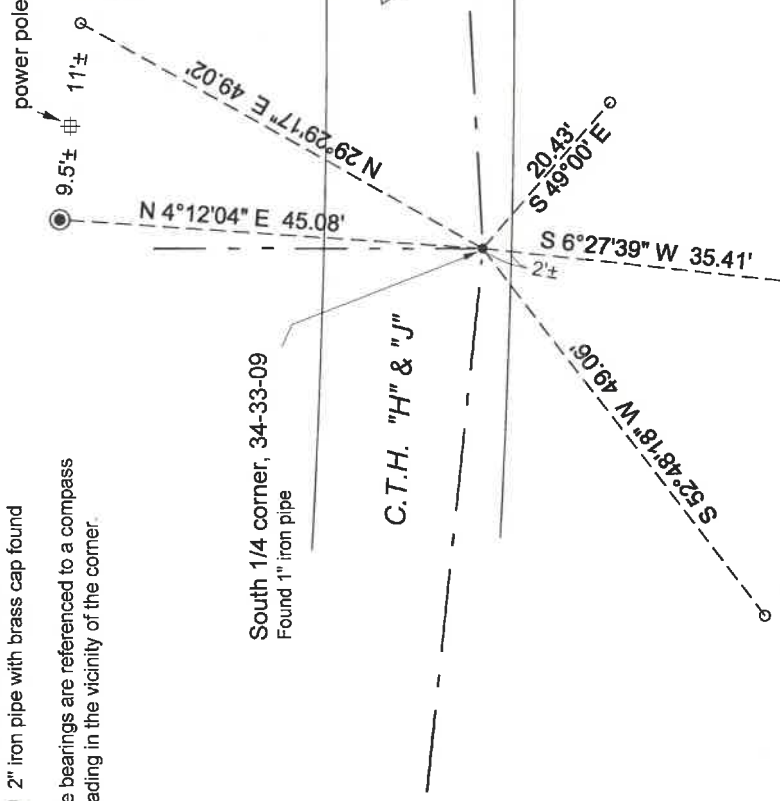 2" iron pipe with brass cap found
bearings are referenced to a compass
in the vicinity of the corner.
power pole
9.5'± 11'±
N 29°29'17" E 49.02'
N 4°12'04" E 45.08'
20.43'
S 49°00' E
S 6°27'39" W 35.41'
2'±
S 52°48'18" W 49.06'
South 1/4 corner, 34-33-09
Found 1" iron pipe
C.T.H. "H" & "J"